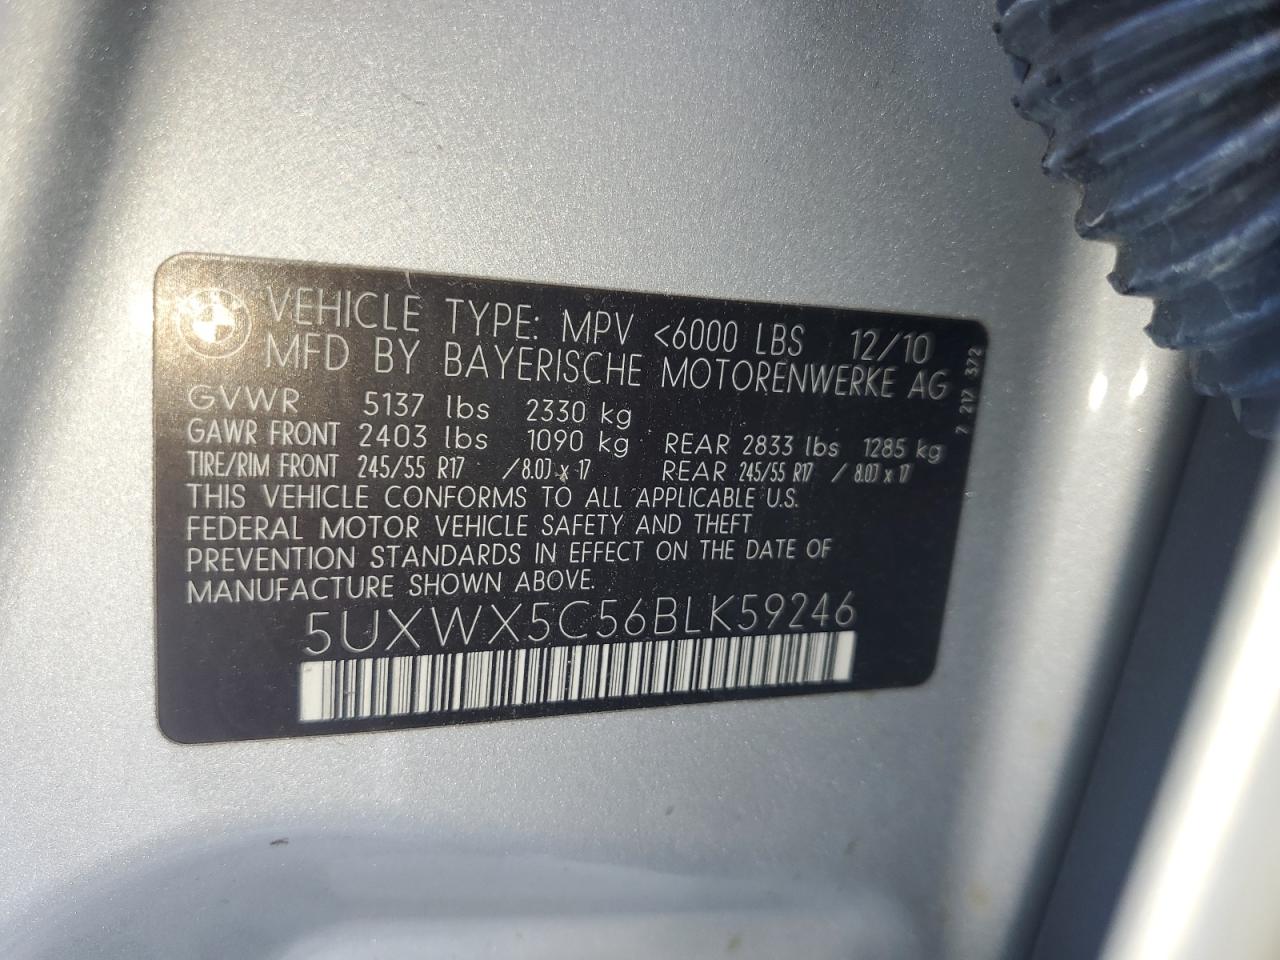 VEHICLE TYPE: MPV <6000 LBS 12/10
MFD BY BAYERISCHE MOTORENWERKE AG
GVWR 5137 lbs 2330 kg
GAWR FRONT 2403 lbs 1090 kg REAR 2833 lbs 1285 kg
TIRE/RIM FRONT 245/55 R17 / 8.0J x 17 REAR 245/55 R17 / 8.0J x 17
THIS VEHICLE CONFORMS TO ALL APPLICABLE U.S.
FEDERAL MOTOR VEHICLE SAFETY AND THEFT
PREVENTION STANDARDS IN EFFECT ON THE DATE OF
MANUFACTURE SHOWN ABOVE.
5UXWX5C56BLK59246
7 217 372